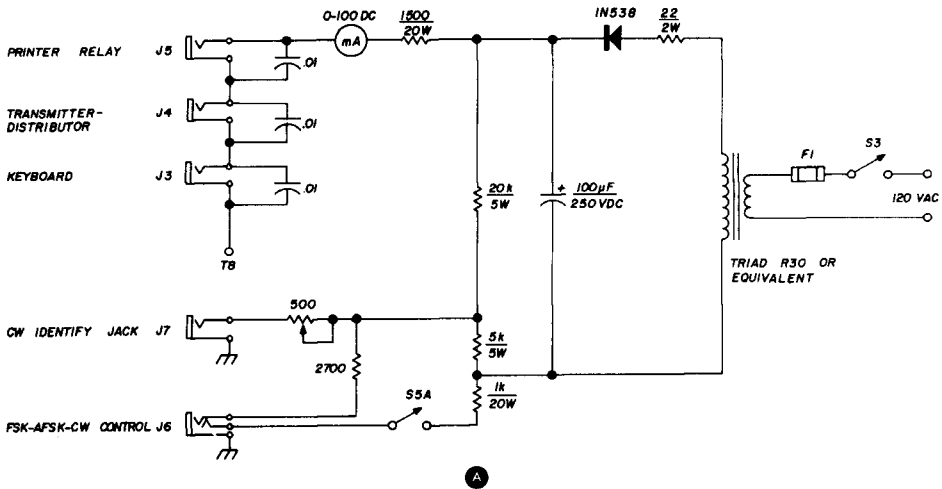 0-100 DC
mA
1500
20W
1N538
22
2W
PRINTER RELAY J5
.01
TRANSMITTER-
DISTRIBUTOR
J4
.01
KEYBOARD J3
.01
T8
20k
5W
+
100µF
250 VDC
F1
S3
120 VAC
TRIAD R30 OR
EQUIVALENT
CW IDENTIFY JACK J7
500
5k
5W
2700
1k
20W
S5A
FSK-AFSK-CW CONTROL J6
A